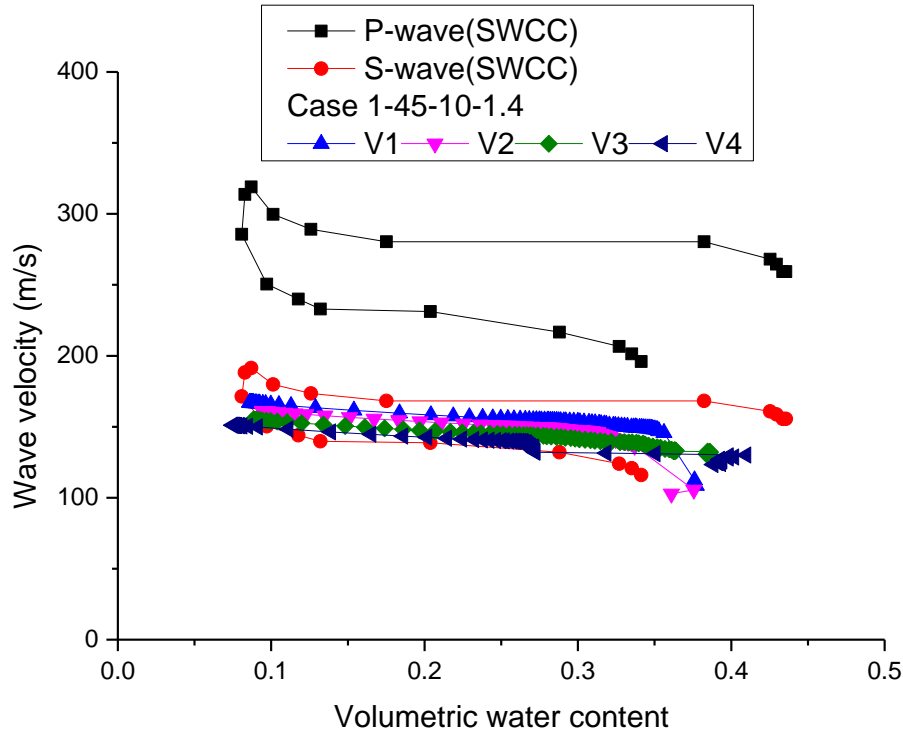 P-wave(SWCC)
S-wave(SWCC)
Case 1-45-10-1.4
V1 V2 V3 V4
400
300
200
100
0
Wave velocity (m/s)
0.0 0.1 0.2 0.3 0.4 0.5
Volumetric water content